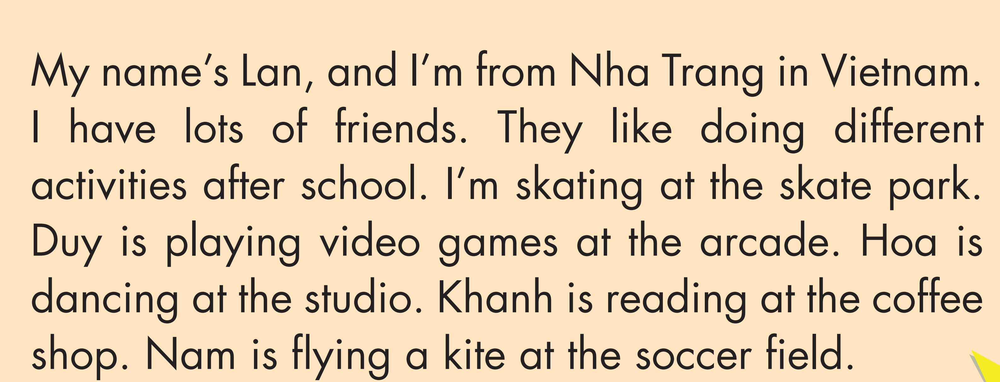 My name’s Lan, and I’m from Nha Trang in Vietnam.
I have lots of friends. They like doing different
activities after school. I’m skating at the skate park.
Duy is playing video games at the arcade. Hoa is
dancing at the studio. Khanh is reading at the coffee
shop. Nam is flying a kite at the soccer field.